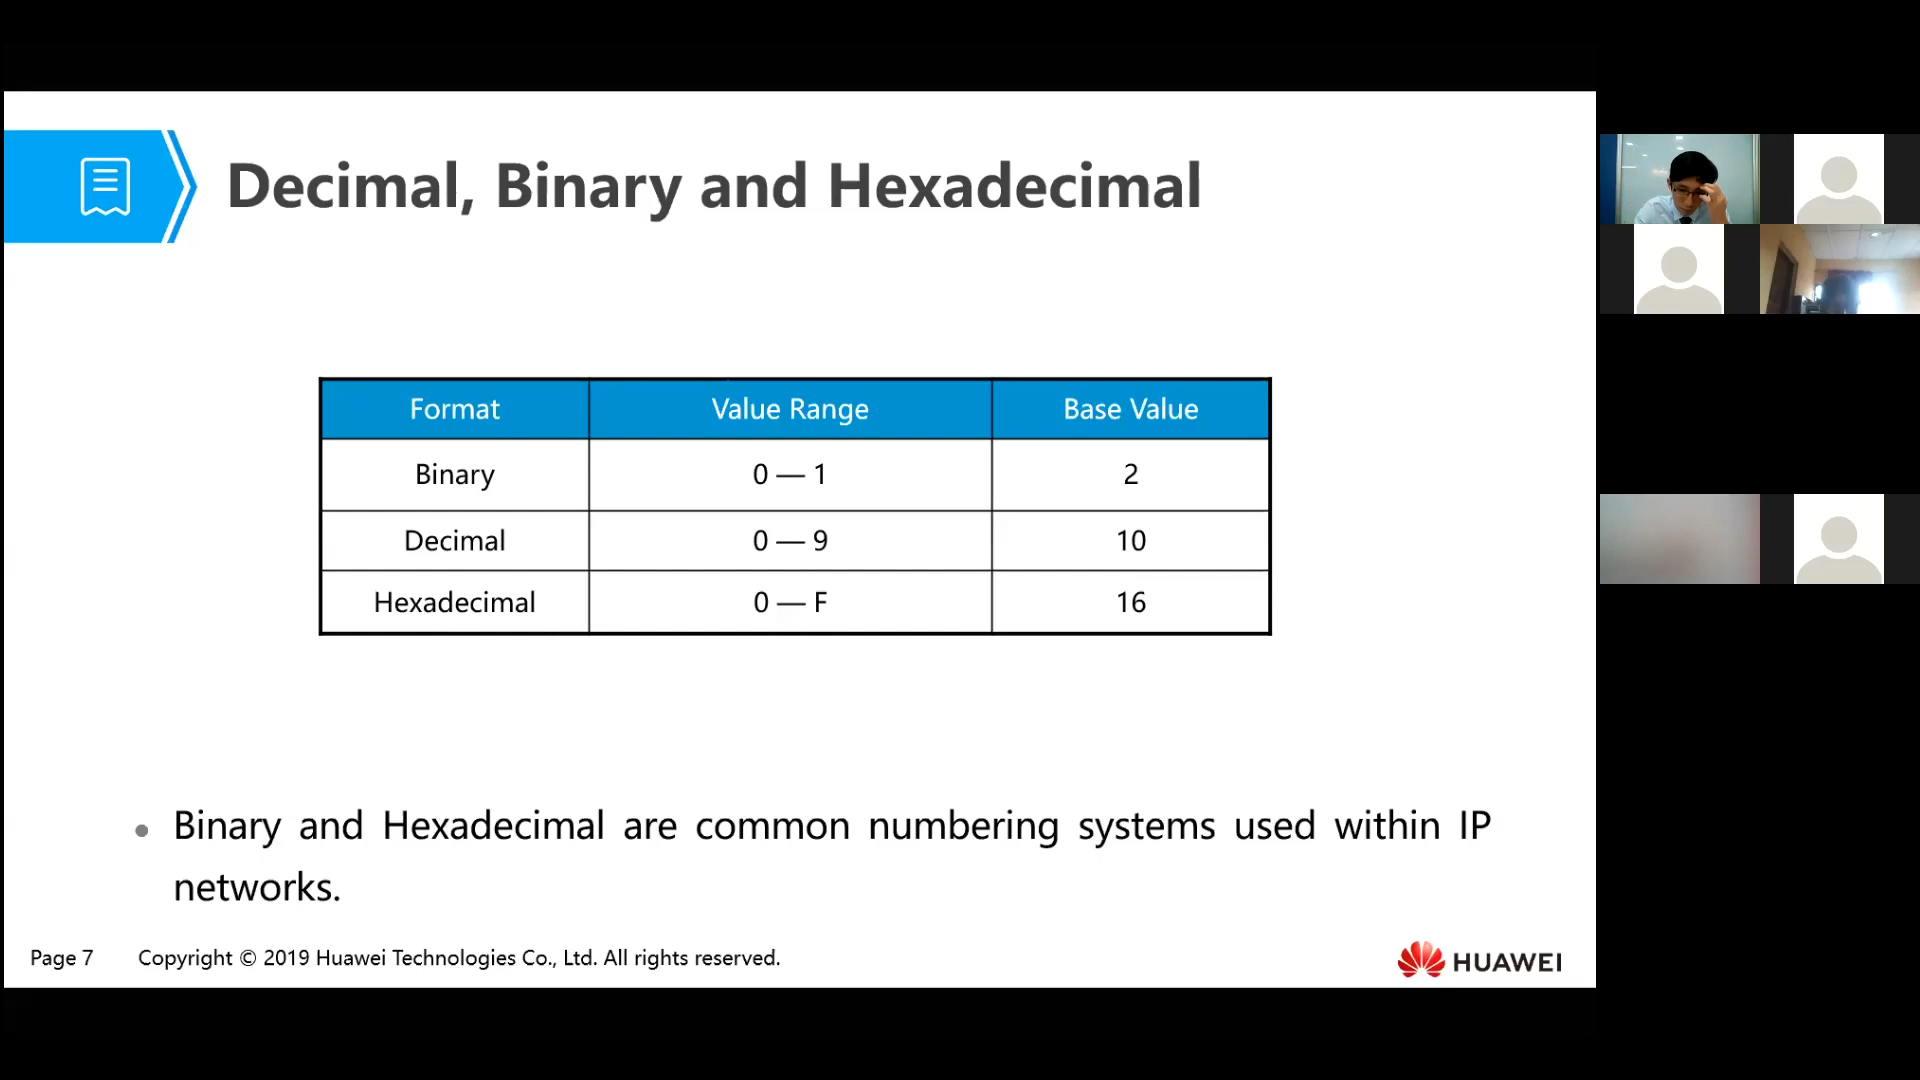 Decimal, Binary and Hexadecimal
Format Value Range Base Value
Binary 0 — 1 2
Decimal 0 — 9 10
Hexadecimal 0 — F 16
• Binary and Hexadecimal are common numbering systems used within IP
networks.
Page 7 Copyright © 2019 Huawei Technologies Co., Ltd. All rights reserved.
HUAWEI